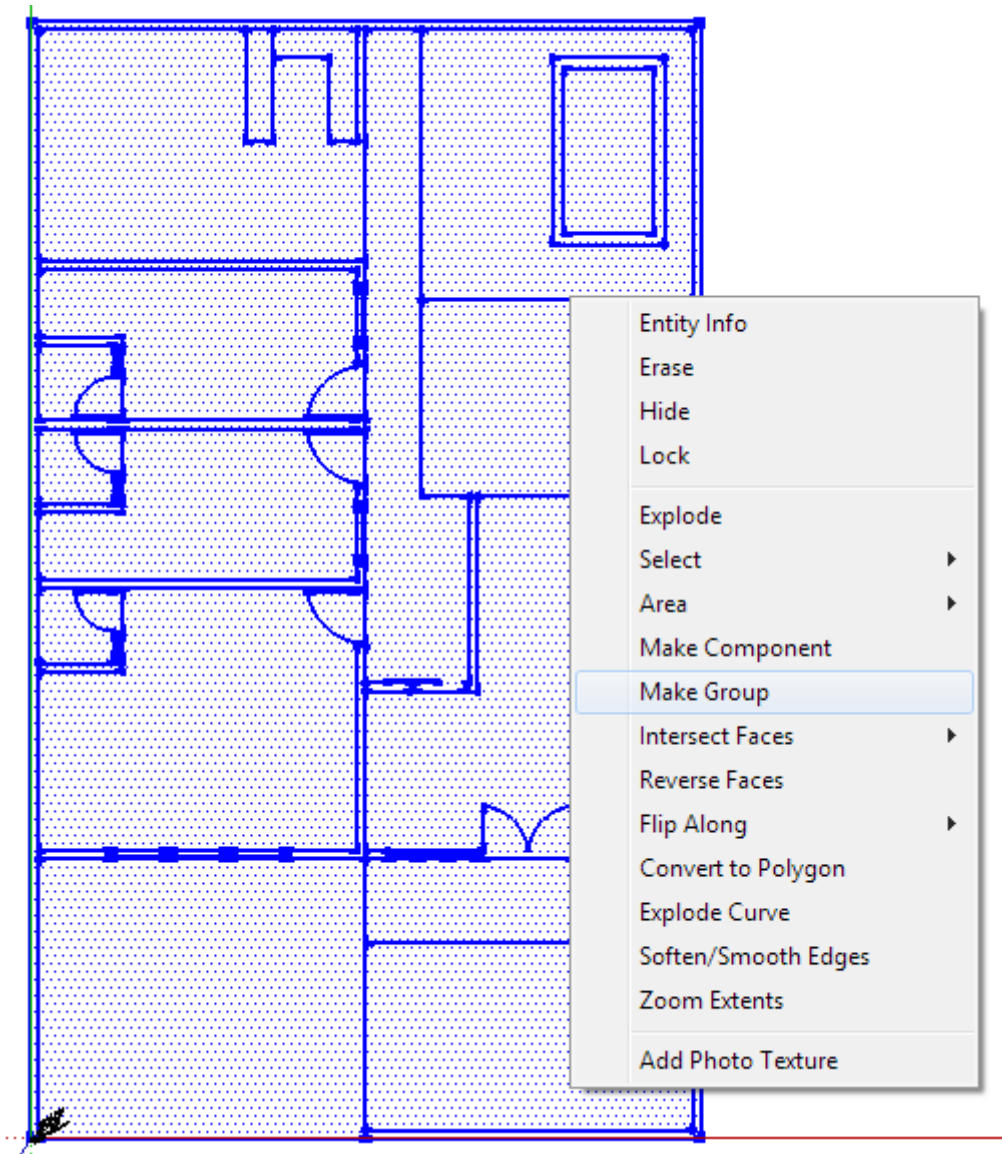 Entity Info
Erase
Hide
Lock
Explode
Select
Area
Make Component
Make Group
Intersect Faces
Reverse Faces
Flip Along
Convert to Polygon
Explode Curve
Soften/Smooth Edges
Zoom Extents
Add Photo Texture